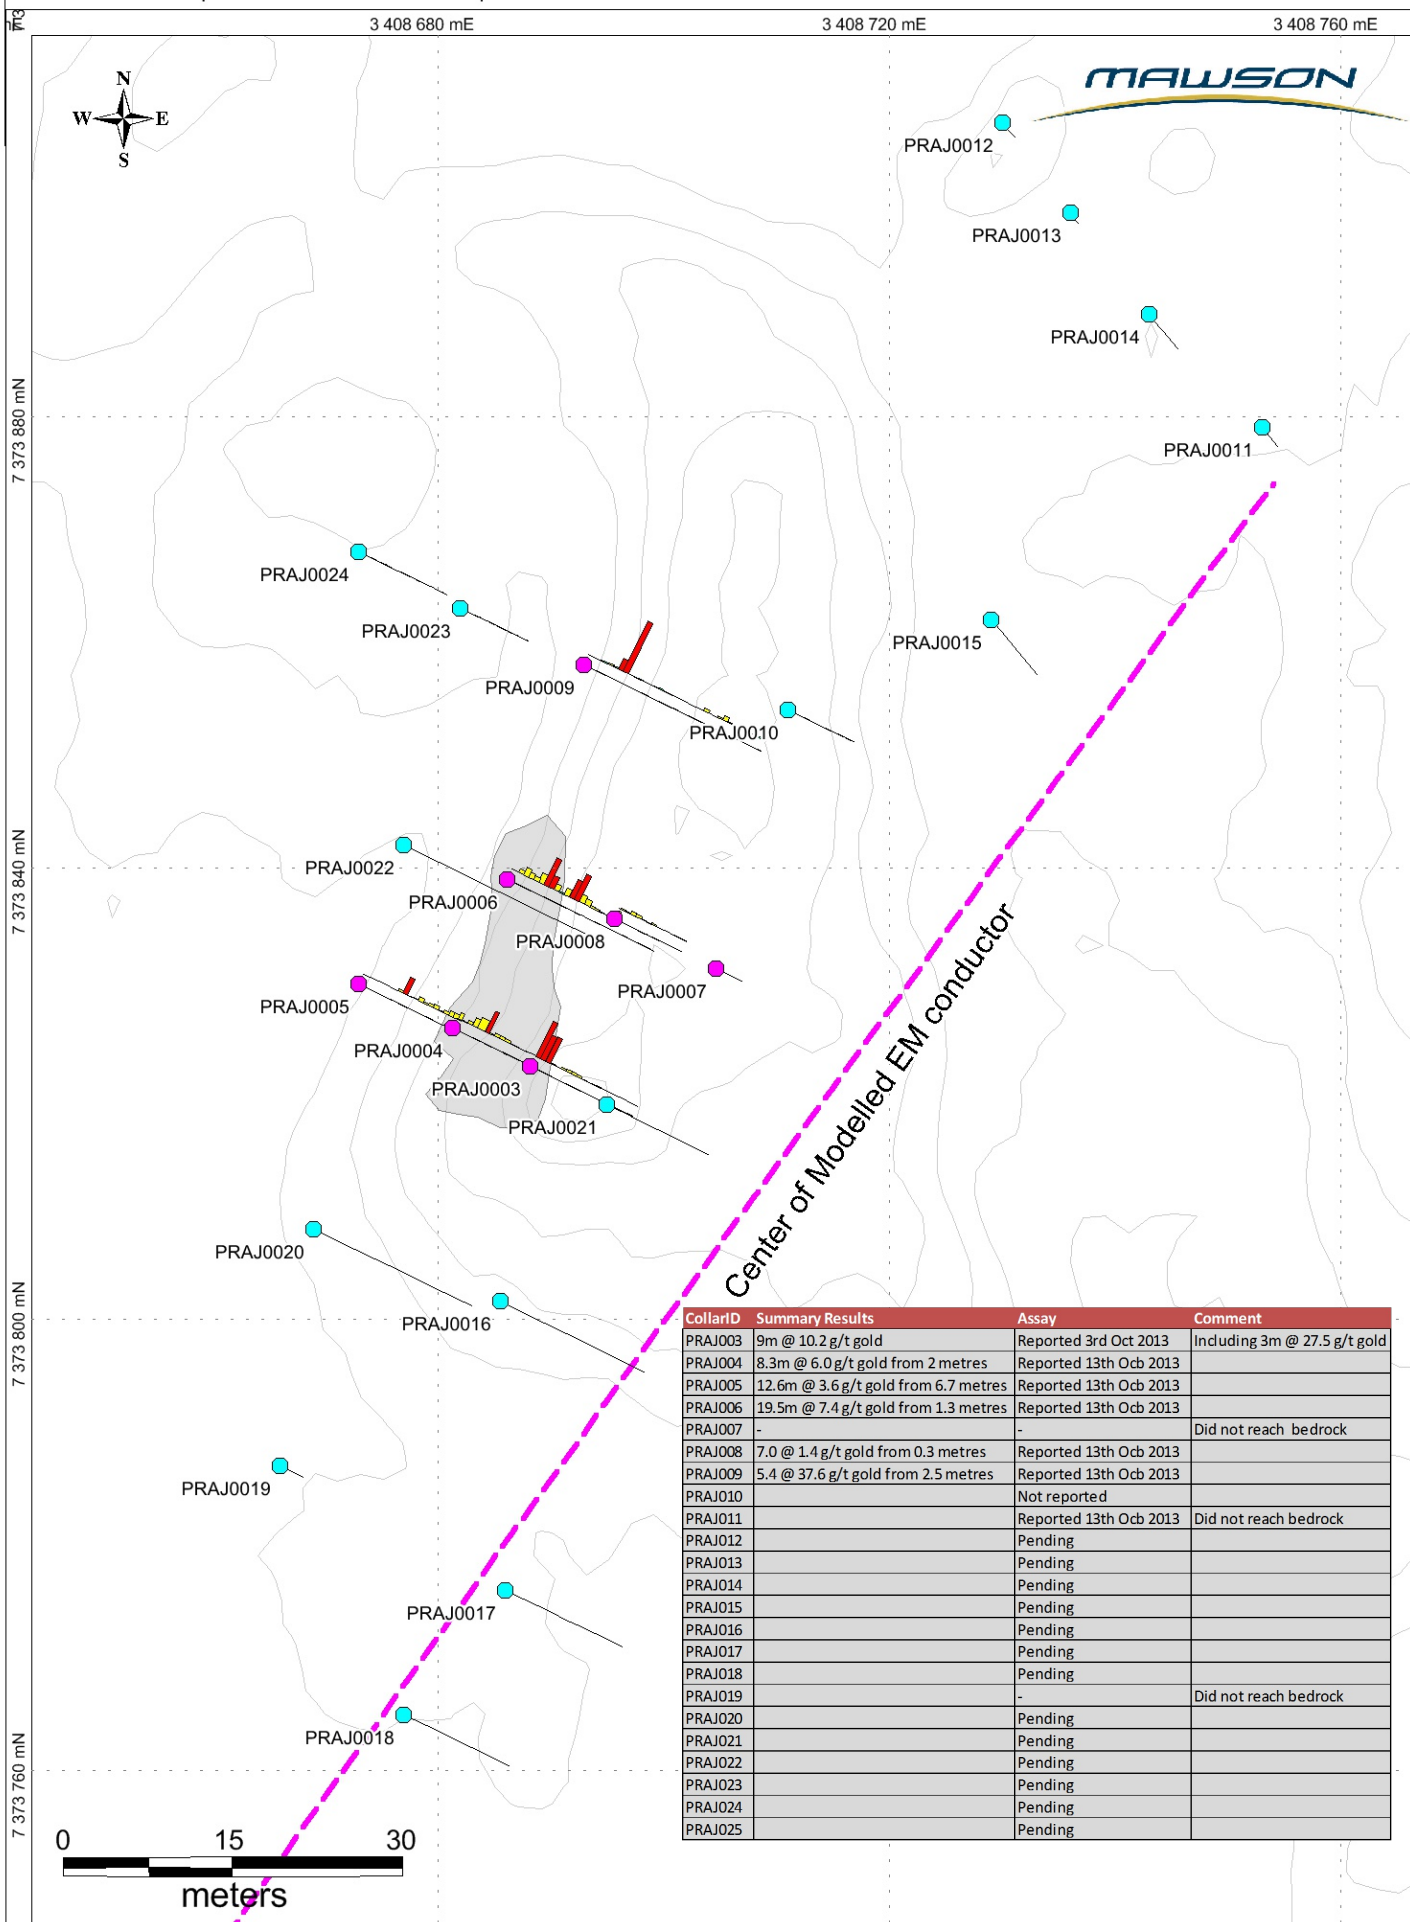 3 408 680 mE
3 408 720 mE
3 408 760 mE
MAWSON
N
W E
S
PRAJ0012
PRAJ0013
PRAJ0014
7 373 880 mN
PRAJ0011
PRAJ0024
PRAJ0023
PRAJ0015
PRAJ0009
PRAJ0010
7 373 840 mN
PRAJ0022
PRAJ0006
PRAJ0008
PRAJ0007
PRAJ0005
PRAJ0004
PRAJ0003
PRAJ0021
Center of Modelled EM conductor
PRAJ0020
PRAJ0016
7 373 800 mN
PRAJ0019
PRAJ0017
PRAJ0018
7 373 760 mN
CollarID Summary Results Assay Comment
PRAJ003 9m @ 10.2 g/t gold Reported 3rd Oct 2013 Including 3m @ 27.5 g/t gold
PRAJ004 8.3m @ 6.0 g/t gold from 2 metres Reported 13th Ocb 2013
PRAJ005 12.6m @ 3.6 g/t gold from 6.7 metres Reported 13th Ocb 2013
PRAJ006 19.5m @ 7.4 g/t gold from 1.3 metres Reported 13th Ocb 2013
PRAJ007 - - Did not reach bedrock
PRAJ008 7.0 @ 1.4 g/t gold from 0.3 metres Reported 13th Ocb 2013
PRAJ009 5.4 @ 37.6 g/t gold from 2.5 metres Reported 13th Ocb 2013
PRAJ010 Not reported
PRAJ011 Reported 13th Ocb 2013 Did not reach bedrock
PRAJ012 Pending
PRAJ013 Pending
PRAJ014 Pending
PRAJ015 Pending
PRAJ016 Pending
PRAJ017 Pending
PRAJ018 Pending
PRAJ019 - Did not reach bedrock
PRAJ020 Pending
PRAJ021 Pending
PRAJ022 Pending
PRAJ023 Pending
PRAJ024 Pending
PRAJ025 Pending
0 15 30
meters